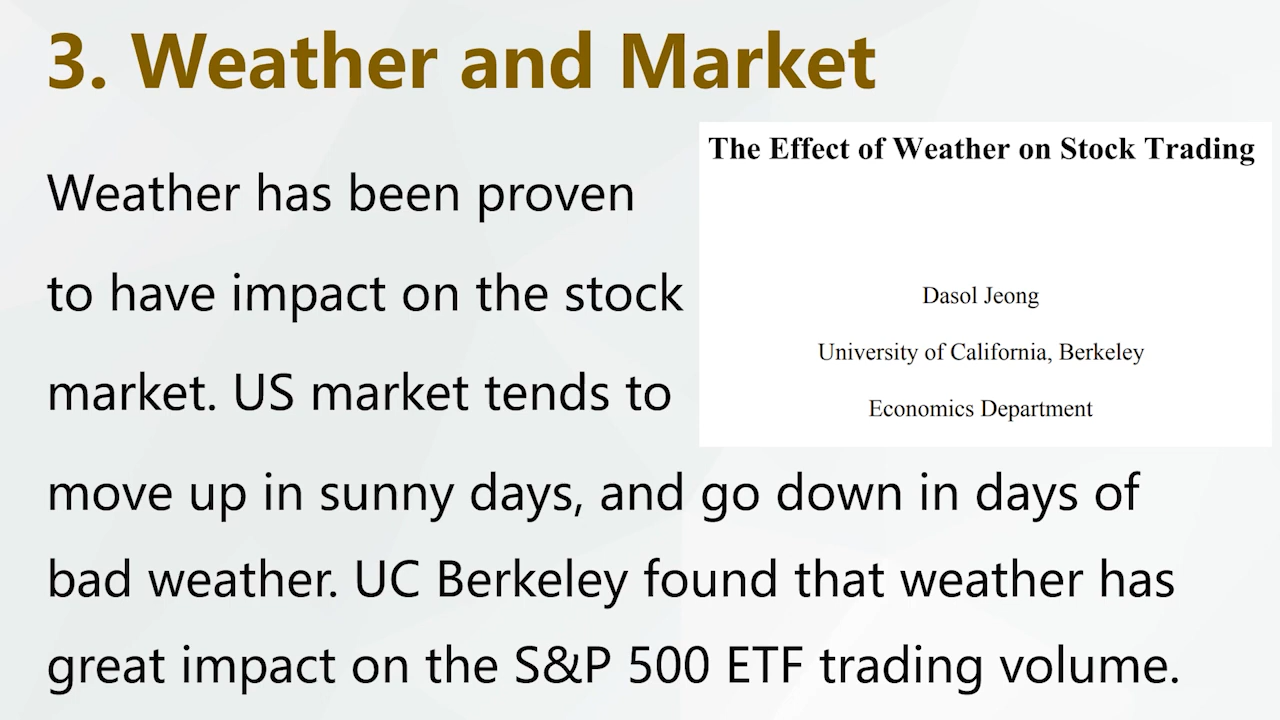 3. Weather and Market
The Effect of Weather on Stock Trading
Dasol Jeong
University of California, Berkeley
Economics Department
Weather has been proven
to have impact on the stock
market. US market tends to
move up in sunny days, and go down in days of
bad weather. UC Berkeley found that weather has
great impact on the S&P 500 ETF trading volume.